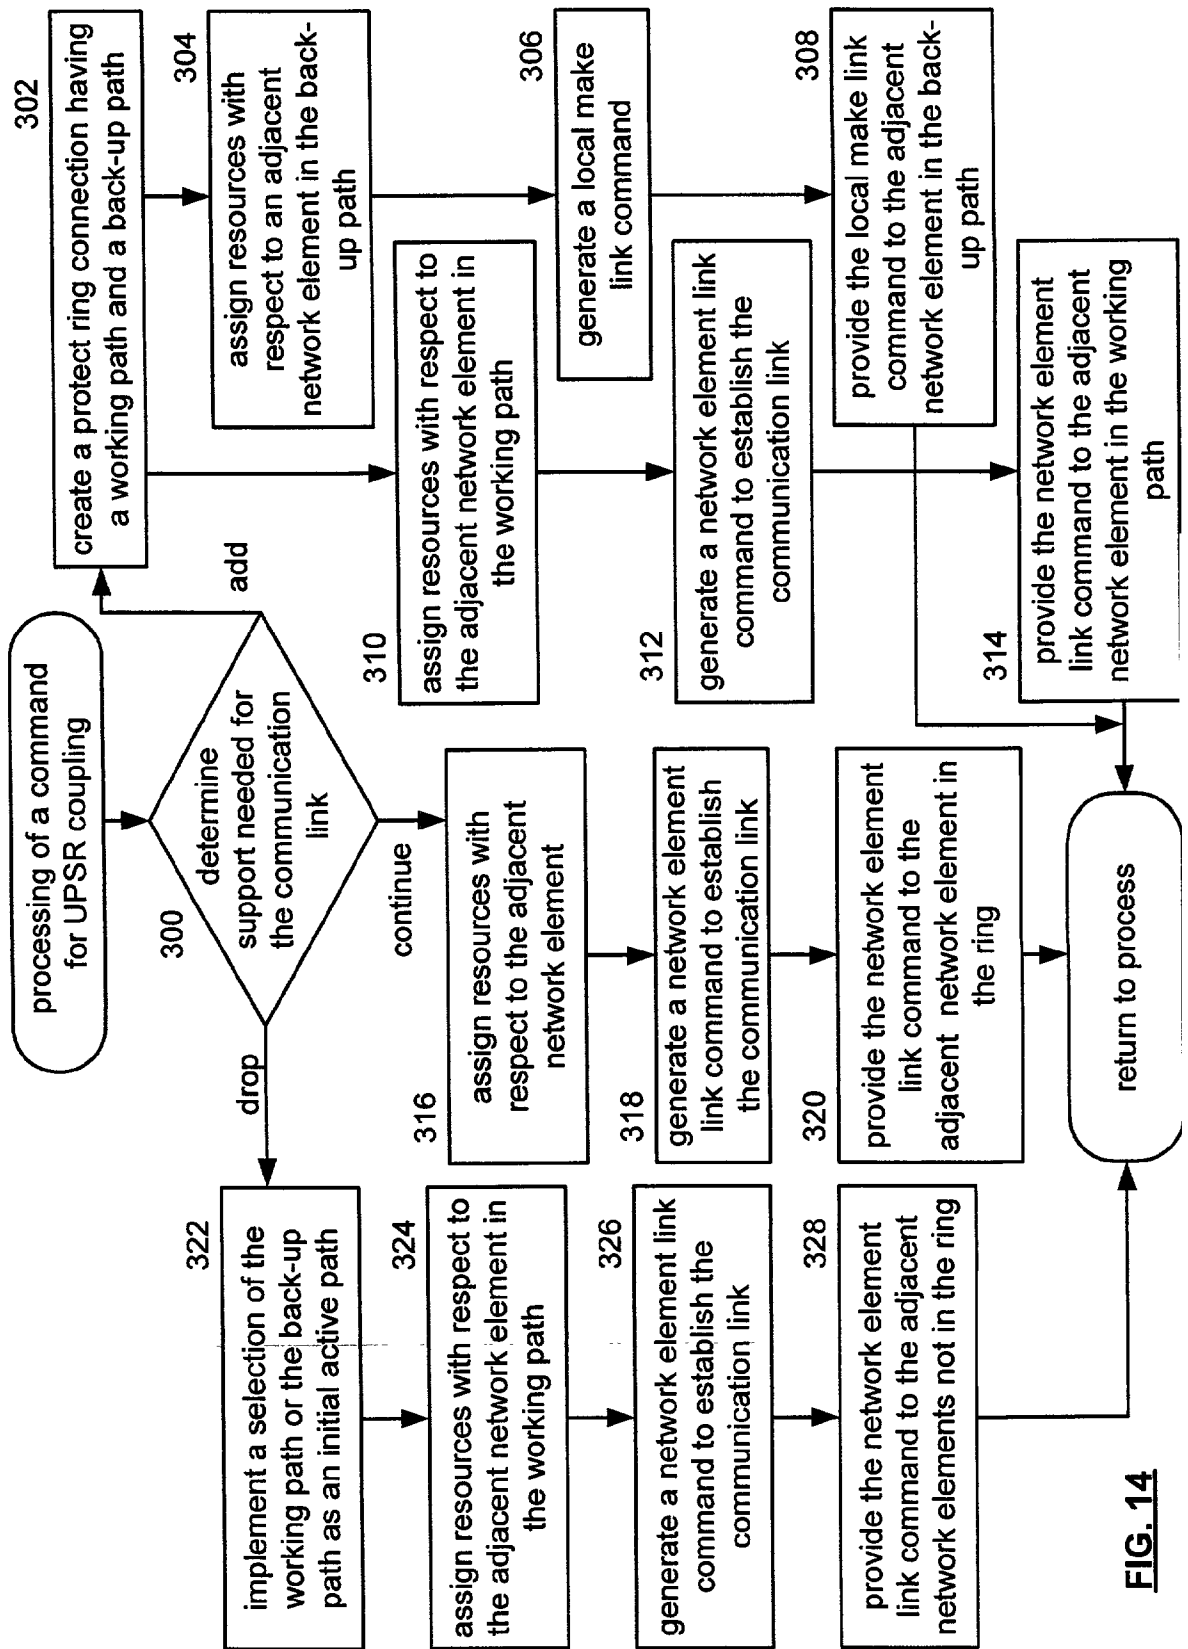 processing of a command
for UPSR coupling
300
determine
support needed for
the communication
link
add
continue
drop
302
create a protect ring connection having
a working path and a back-up path
304
assign resources with
respect to an adjacent
network element in the back-
up path
306
generate a local make
link command
308
provide the local make link
command to the adjacent
network element in the back-
up path
310
assign resources with respect to
the adjacent network element in
the working path
312
generate a network element link
command to establish the
communication link
314
provide the network element
link command to the adjacent
network element in the working
path
316
assign resources with
respect to the adjacent
network element
318
generate a network element
link command to establish
the communication link
320
provide the network element
link command to the
adjacent network element in
the ring
322
implement a selection of the
working path or the back-up
path as an initial active path
324
assign resources with respect to
the adjacent network element in
the working path
326
generate a network element link
command to establish the
communication link
328
provide the network element
link command to the adjacent
network elements not in the ring
return to process
FIG. 14